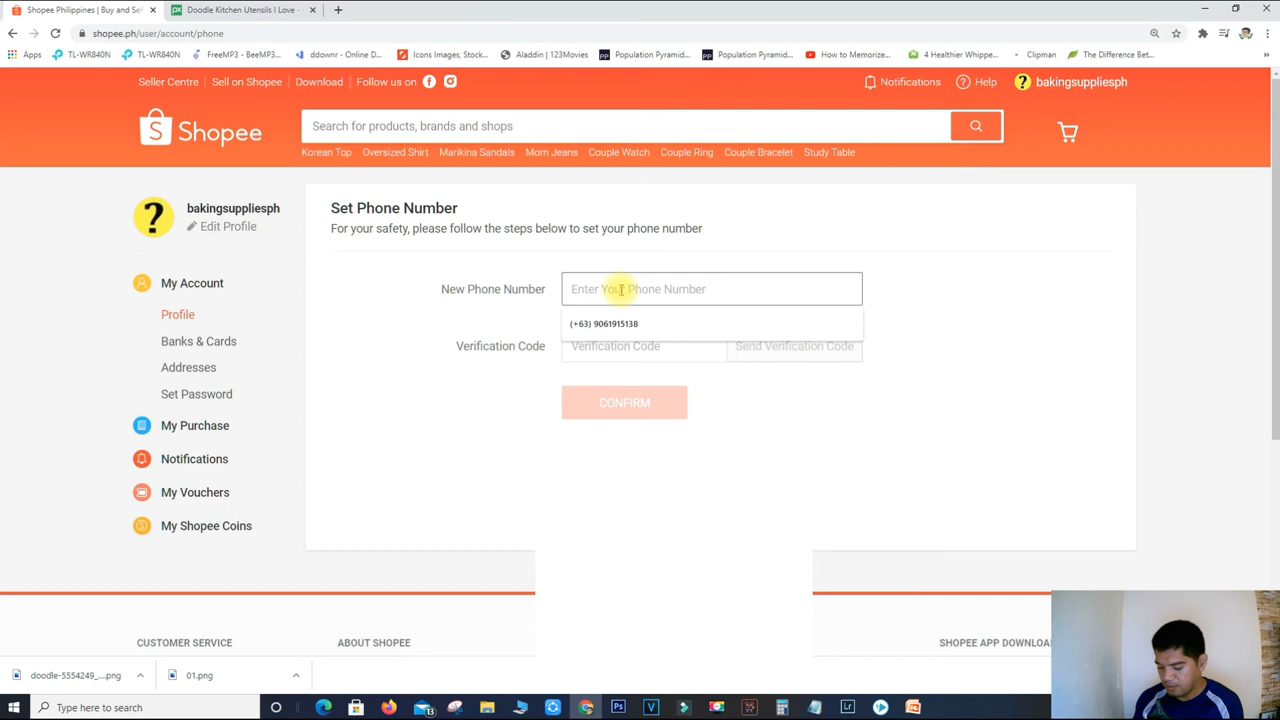 Shopee Philippines | Buy and Sel
Doodle Kitchen Utensils I Love -
shopee.ph/user/account/phone
Apps
TL-WR840N
TL-WR840N
FreeMP3 - BeeMP3...
ddownr - Online D...
Icons Images, Stock...
Aladdin | 123Movies
Population Pyramid...
Population Pyramid...
How to Memorize...
4 Healthier Whippe...
Clipman
The Difference Bet...
Seller Centre
Sell on Shopee
Download
Follow us on
Notifications
Help
bakingsuppliesph
Shopee
Search for products, brands and shops
Korean Top
Oversized Shirt
Marikina Sandals
Mom Jeans
Couple Watch
Couple Ring
Couple Bracelet
Study Table
bakingsuppliesph
Edit Profile
My Account
Profile
Banks & Cards
Addresses
Set Password
My Purchase
Notifications
My Vouchers
My Shopee Coins
Set Phone Number
For your safety, please follow the steps below to set your phone number
New Phone Number
Enter Your Phone Number
(+63) 9061915138
Verification Code
Verification Code
Send Verification Code
CONFIRM
CUSTOMER SERVICE
ABOUT SHOPEE
SHOPEE APP DOWNLOA
doodle-5554249_....png
01.png
Type here to search
13